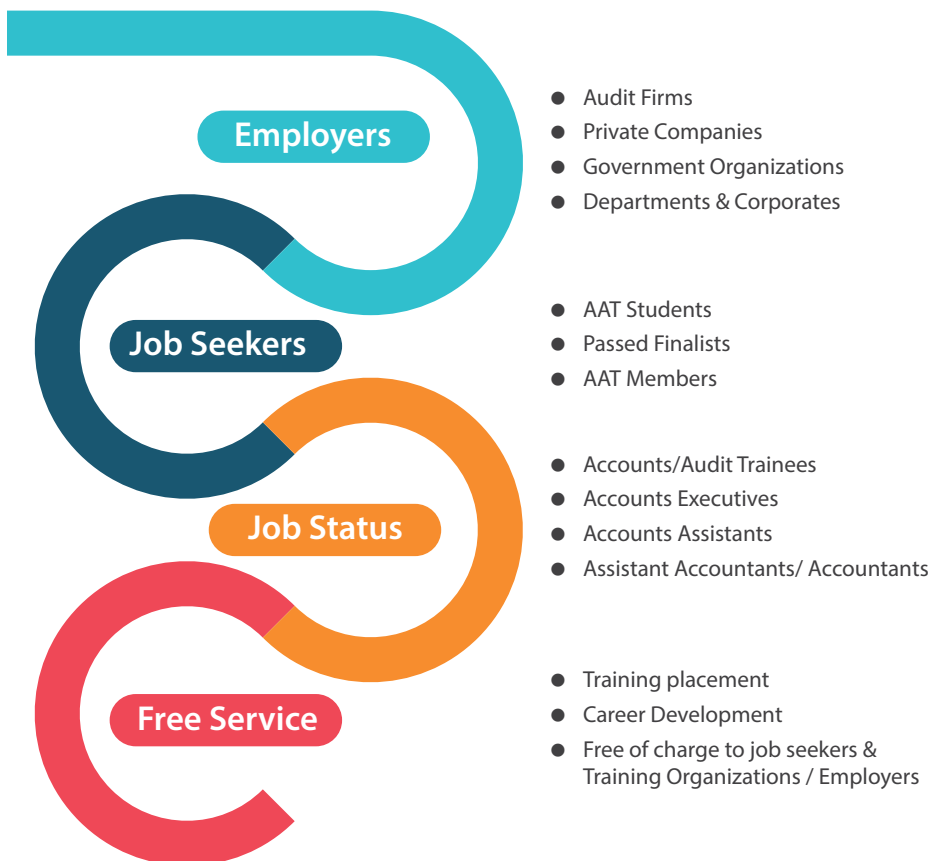 Employers
● Audit Firms
● Private Companies
● Government Organizations
● Departments & Corporates
Job Seekers
● AAT Students
● Passed Finalists
● AAT Members
Job Status
● Accounts/Audit Trainees
● Accounts Executives
● Accounts Assistants
● Assistant Accountants/ Accountants
Free Service
● Training placement
● Career Development
● Free of charge to job seekers &
Training Organizations / Employers